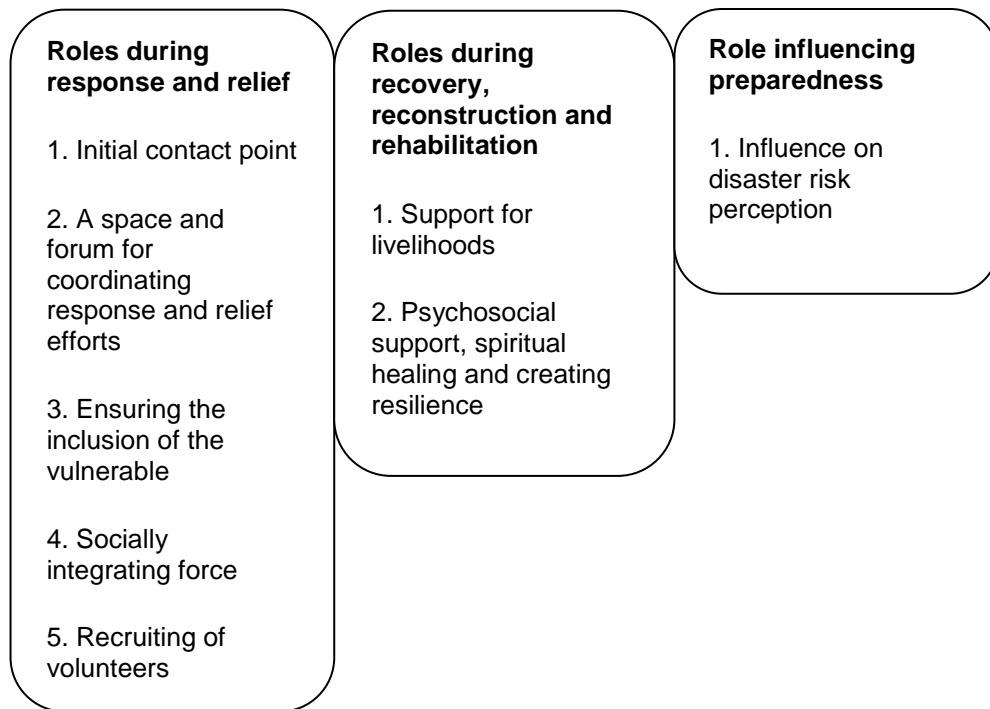 Roles during
response and relief
1. Initial contact point
2. A space and
forum for
coordinating
response and relief
efforts
3. Ensuring the
inclusion of the
vulnerable
4. Socially
integrating force
5. Recruiting of
volunteers
Roles during
recovery,
reconstruction and
rehabilitation
1. Support for
livelihoods
2. Psychosocial
support, spiritual
healing and creating
resilience
Role influencing
preparedness
1. Influence on
disaster risk
perception